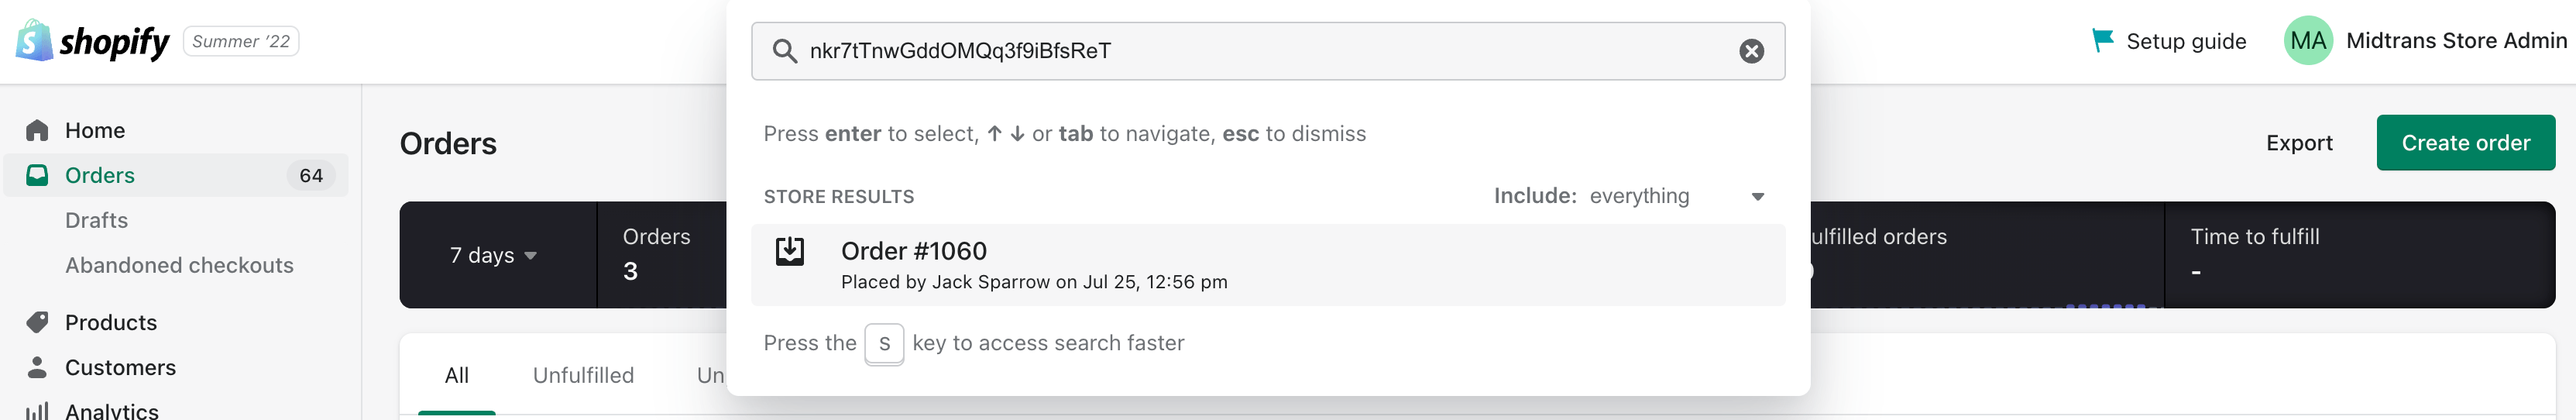 shopify
Summer '22
nkr7tTnwGddOMQq3f9iBfsReT
Setup guide
MA
Midtrans Store Admin
Home
Orders
64
Drafts
Abandoned checkouts
Products
Customers
Analytics
Orders
Export
Create order
7 days
Orders
3
ulfilled orders
Time to fulfill
-
All
Unfulfilled
Un
Press enter to select, ↑ ↓ or tab to navigate, esc to dismiss
STORE RESULTS
Include: everything
Order #1060
Placed by Jack Sparrow on Jul 25, 12:56 pm
Press the S key to access search faster